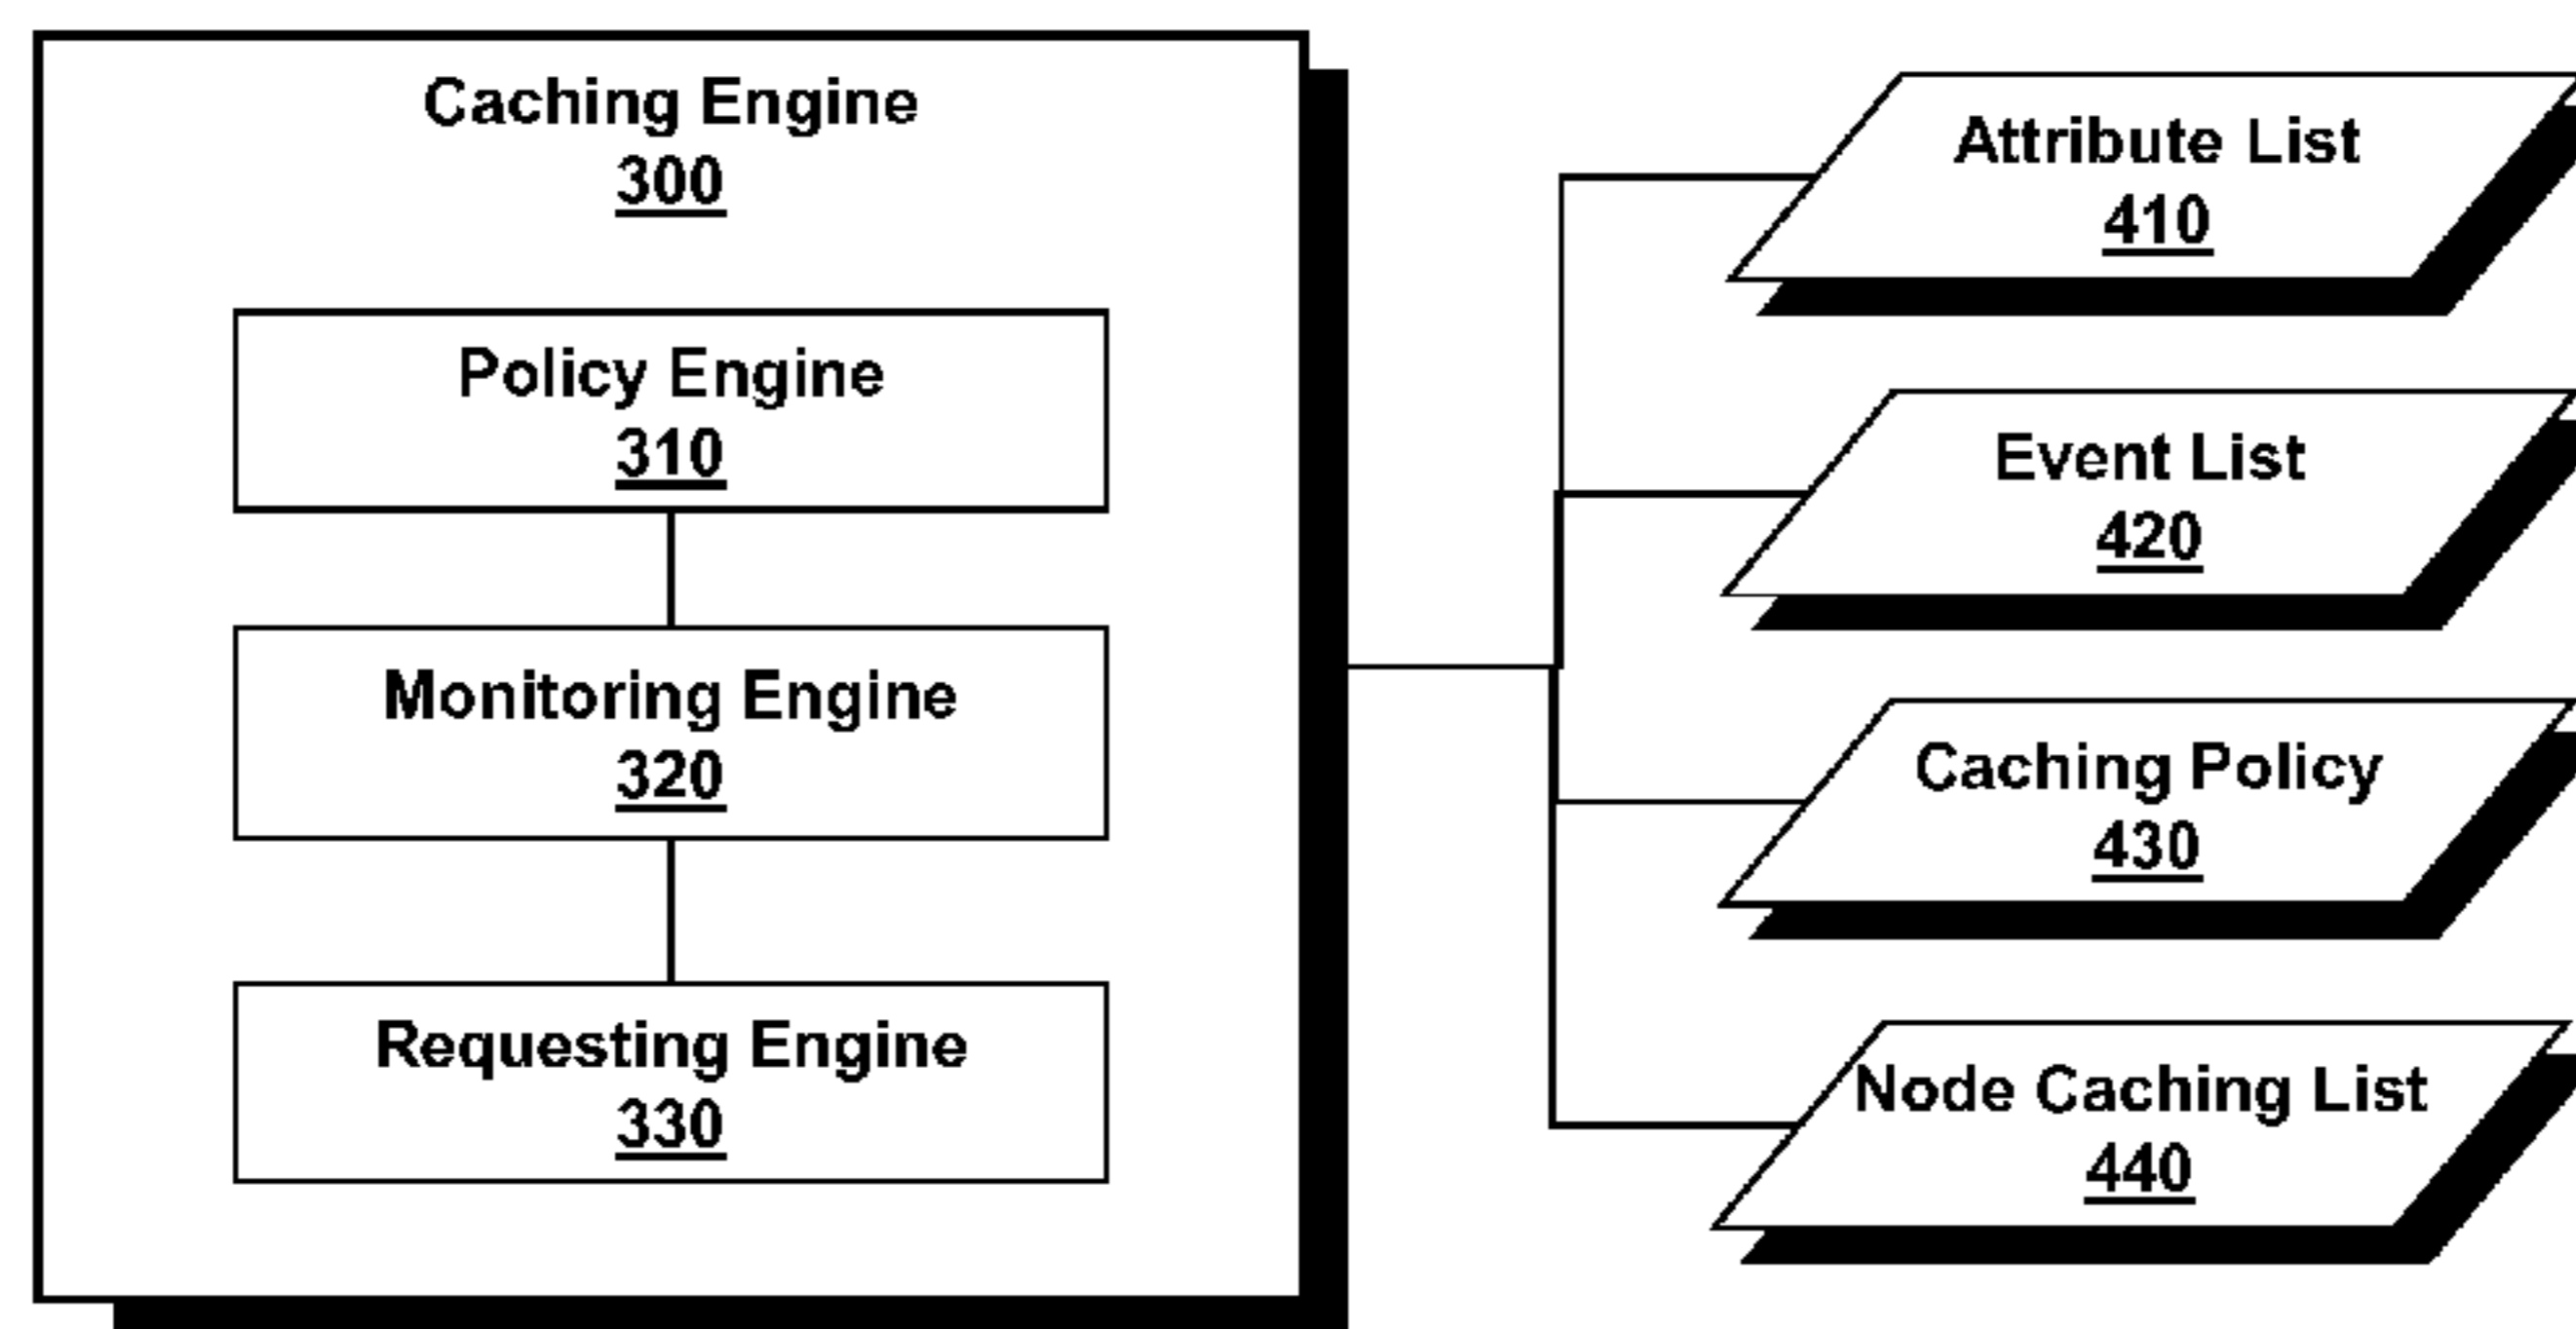 Caching Engine
300
Policy Engine
310
Monitoring Engine
320
Requesting Engine
330
Attribute List
410
Event List
420
Caching Policy
430
Node Caching List
440